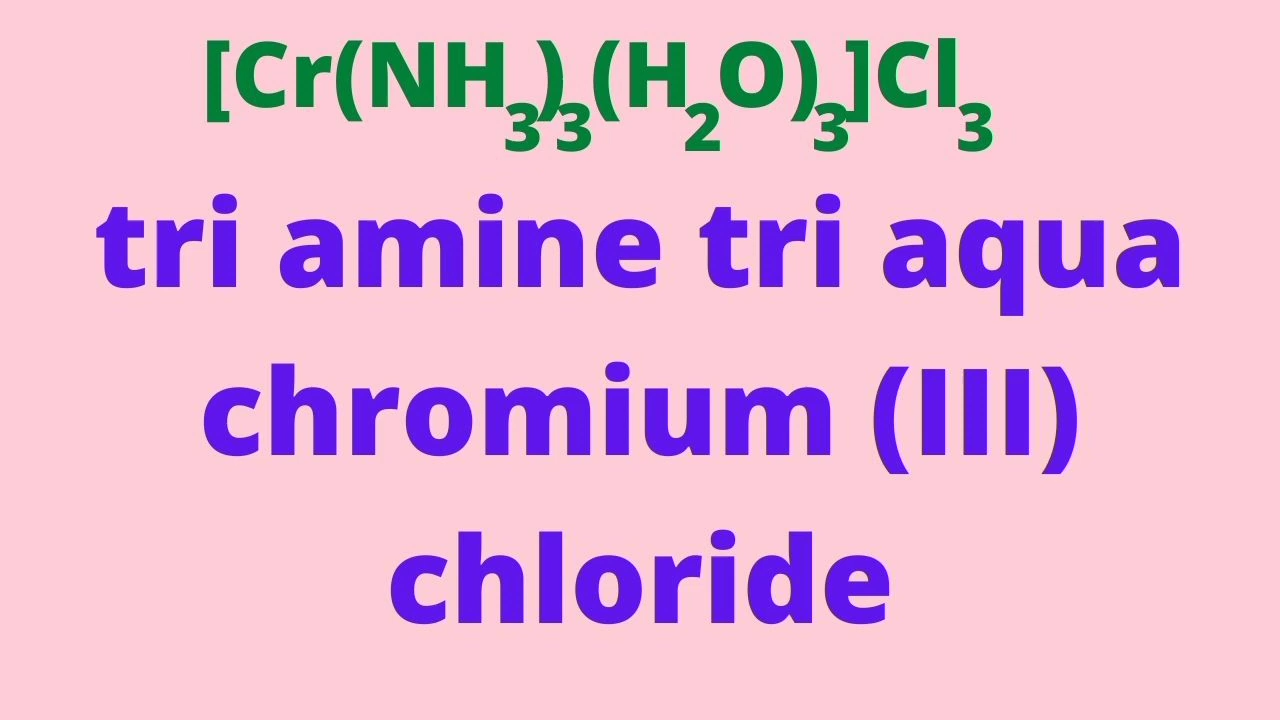 [Cr(NH₃)₃(H₂O)₃]Cl₃
tri amine tri aqua
chromium (III)
chloride